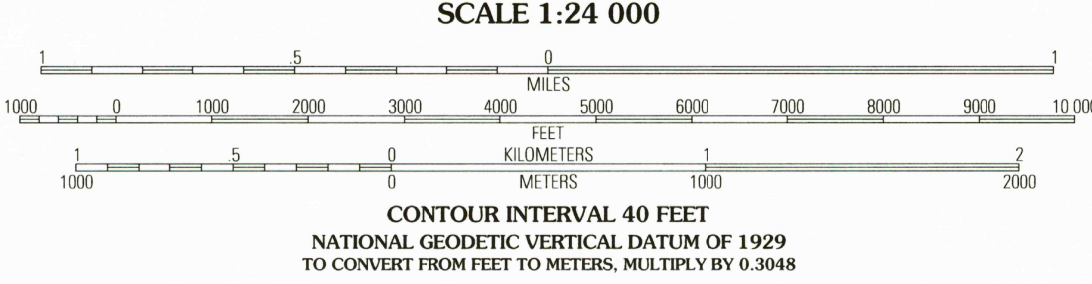 SCALE 1:24 000
1 .5 0 1
MILES
1000 0 1000 2000 3000 4000 5000 6000 7000 8000 9000 10 000
FEET
1 .5 0 KILOMETERS 1 2
1000 0 METERS 1000 2000
CONTOUR INTERVAL 40 FEET
NATIONAL GEODETIC VERTICAL DATUM OF 1929
TO CONVERT FROM FEET TO METERS, MULTIPLY BY 0.3048